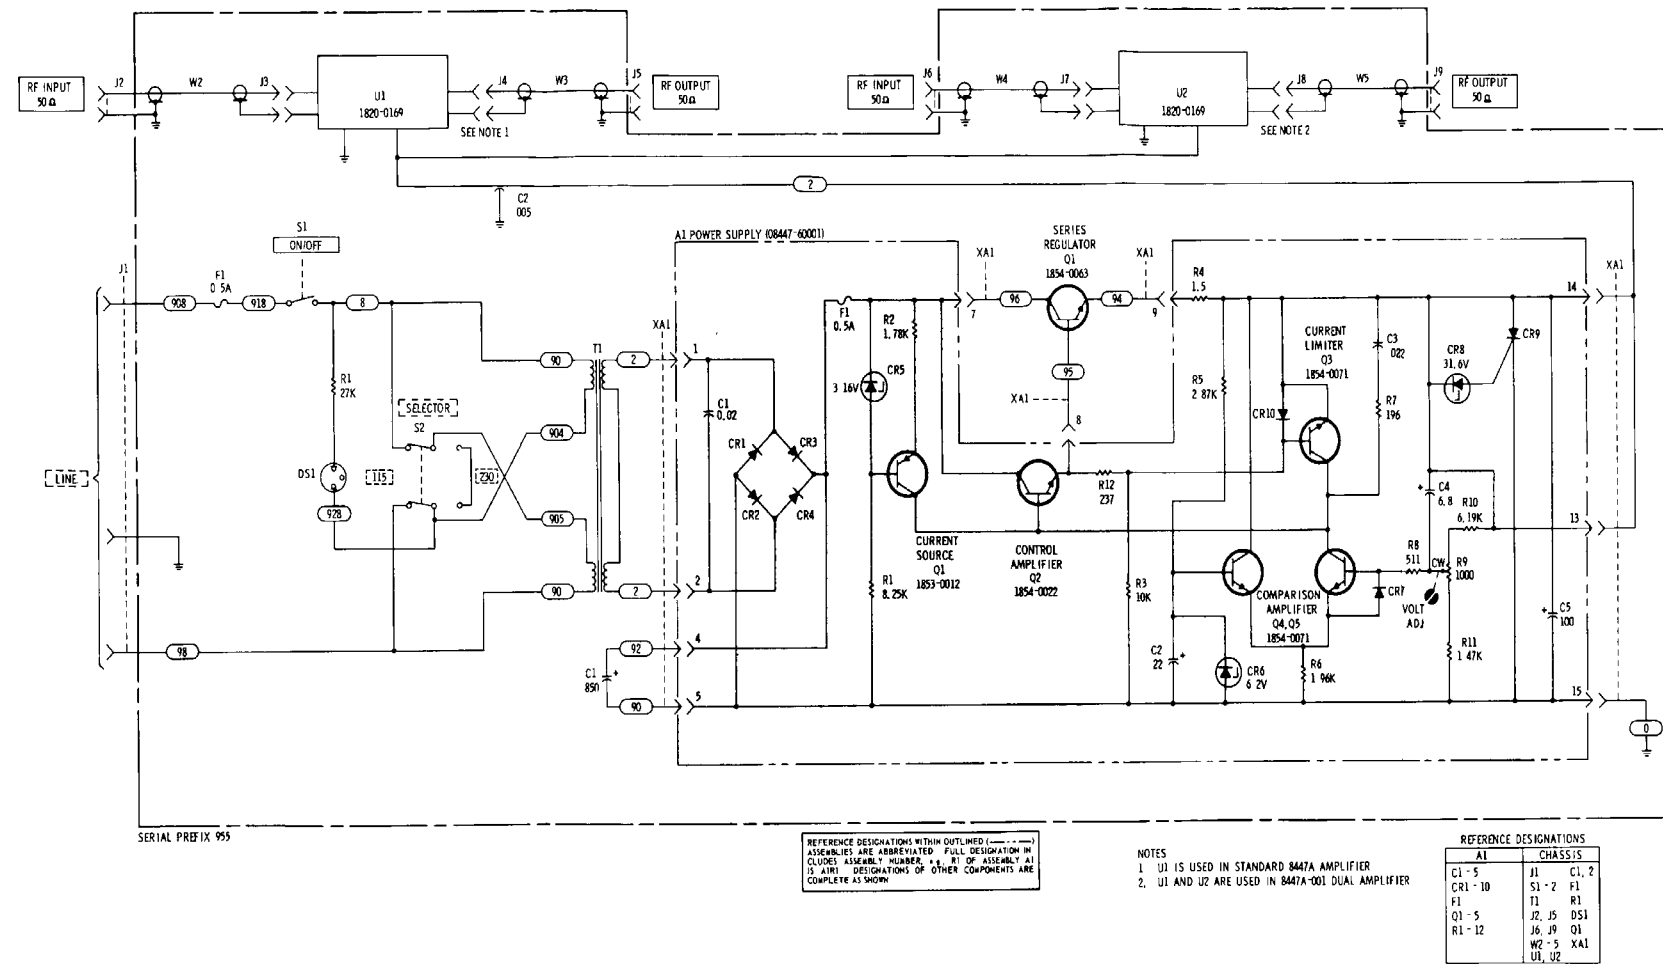 RF INPUT
50Ω
J2
W2
J3
U1
1820-0169
J4
W3
J5
RF OUTPUT
50Ω
SEE NOTE 1
RF INPUT
50Ω
J6
W4
J7
U2
1820-0169
J8
W5
J9
RF OUTPUT
50Ω
SEE NOTE 2
2
C2
005
S1
ON/OFF
J1
F1
0 5A
908
918
8
R1
27K
SELECTOR
S2
DS1
115
230
928
LINE
98
90
904
905
90
T1
2
2
XA1
A1 POWER SUPPLY (08447-60001)
1
2
4
5
C1
0.02
CR1
CR3
CR2
CR4
92
C1
+
850
90
F1
0.5A
R2
1.78K
CR5
3 16V
R1
8.25K
CURRENT
SOURCE
Q1
1853-0012
XA1
7
96
SERIES
REGULATOR
Q1
1854-0063
94
XA1
9
95
XA1
8
CONTROL
AMPLIFIER
Q2
1854-0022
R12
237
R3
10K
R4
1.5
R5
2 87K
CR10
CURRENT
LIMITER
Q3
1854-0071
C3
022
R7
196
CR8
31.6V
CR9
C4
+
6.8
R10
6.19K
R8
511
CW
R9
1000
VOLT
ADJ
CR7
COMPARISON
AMPLIFIER
Q4,Q5
1854-0071
C2
+
22
CR6
6 2V
R6
1 96K
R11
1 47K
C5
+
100
14
13
15
XA1
0
SERIAL PREFIX 955
REFERENCE DESIGNATIONS WITHIN OUTLINED (—--—)
ASSEMBLIES ARE ABBREVIATED FULL DESIGNATION IN
CLUDES ASSEMBLY NUMBER, e.g. R1 OF ASSEMBLY A1
IS A1R1 DESIGNATIONS OF OTHER COMPONENTS ARE
COMPLETE AS SHOWN
NOTES
1 U1 IS USED IN STANDARD 8447A AMPLIFIER
2. U1 AND U2 ARE USED IN 8447A-001 DUAL AMPLIFIER
REFERENCE DESIGNATIONS
A1 CHASSIS
C1 - 5 J1 C1, 2
CR1 - 10 S1 - 2 F1
F1 T1 R1
Q1 - 5 J2, J5 DS1
R1 - 12 J6, J9 Q1
W2 - 5 XA1
U1, U2